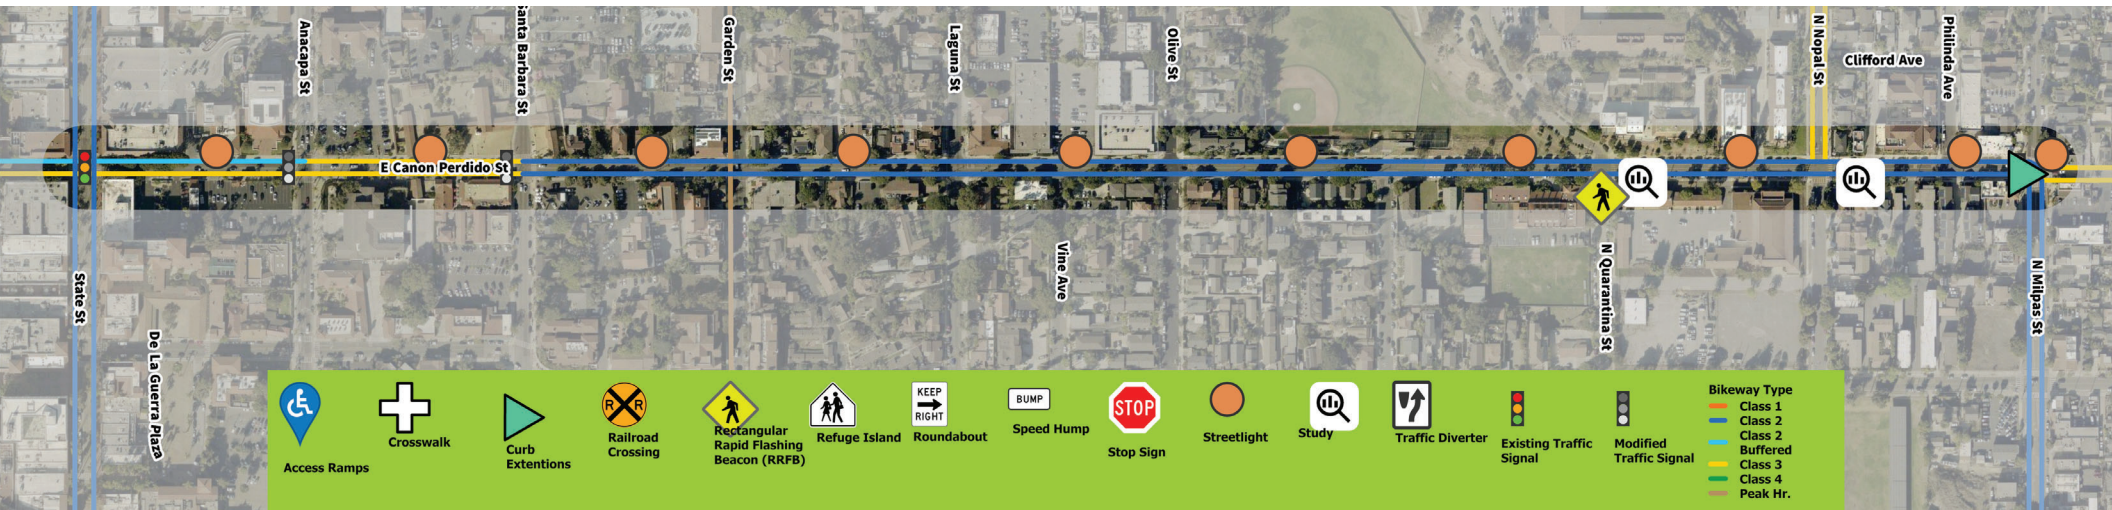 Anacapa St
Santa Barbara St
Garden St
Laguna St
Olive St
N Nopal St
Clifford Ave
Philinda Ave
E Canon Perdido St
State St
De La Guerra Plaza
Vine Ave
N Quarantina St
N Milpas St
Access Ramps
Crosswalk
Curb
Extentions
R R
Railroad
Crossing
Rectangular
Rapid Flashing
Beacon (RRFB)
Refuge Island
KEEP
RIGHT
Roundabout
BUMP
Speed Hump
STOP
Stop Sign
Streetlight
Study
Traffic Diverter
Existing Traffic
Signal
Modified
Traffic Signal
Bikeway Type
Class 1
Class 2
Class 2
Buffered
Class 3
Class 4
Peak Hr.